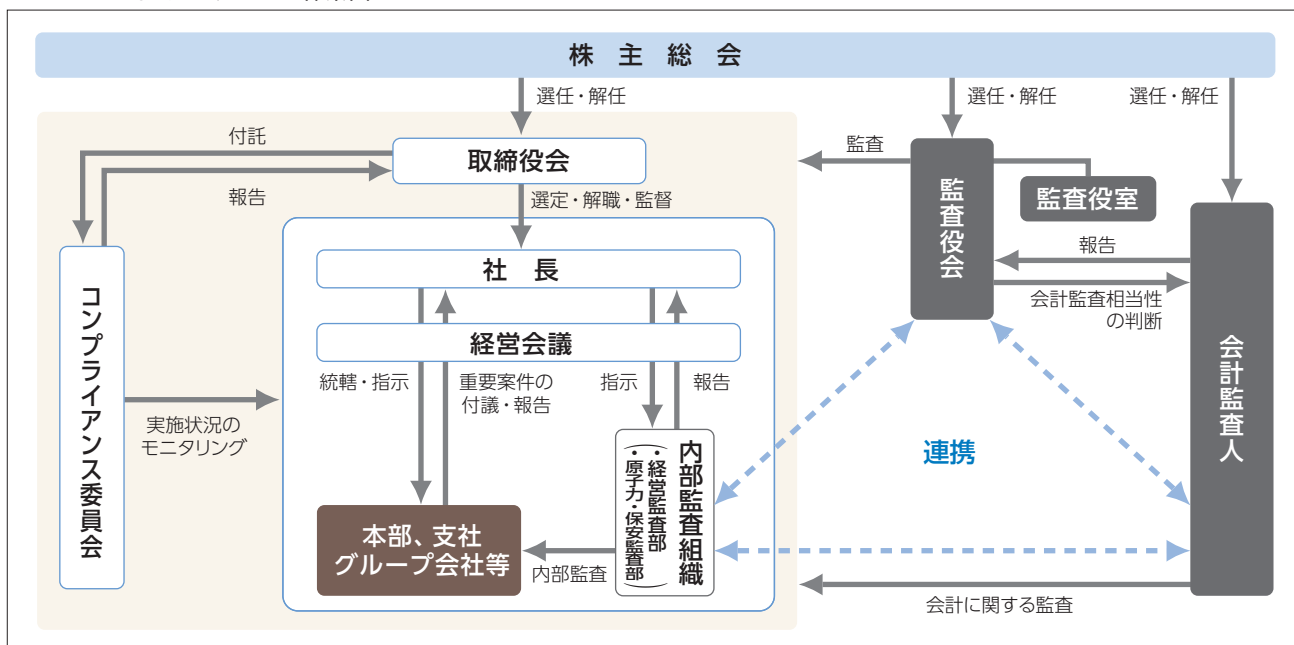 株主総会
選任・解任
選任・解任
選任・解任
付託
取締役会
監査
監査役会
監査役室
報告
選定・解職・監督
社長
報告
会計監査相当性
の判断
コンプライアンス委員会
経営会議
会計監査人
統轄・指示
重要案件の
付議・報告
指示
報告
実施状況の
モニタリング
内部監査組織
・経営監査部
・原子力・保安監査部
連携
本部、支社
グループ会社等
内部監査
会計に関する監査